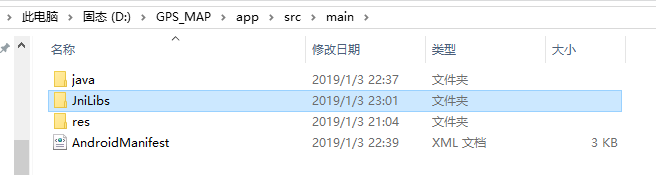 此电脑 > 固态 (D:) > GPS_MAP > app > src > main >
名称 修改日期 类型 大小
java 2019/1/3 22:37 文件夹
JniLibs 2019/1/3 23:01 文件夹
res 2019/1/3 21:04 文件夹
AndroidManifest 2019/1/3 22:39 XML 文档 3 KB